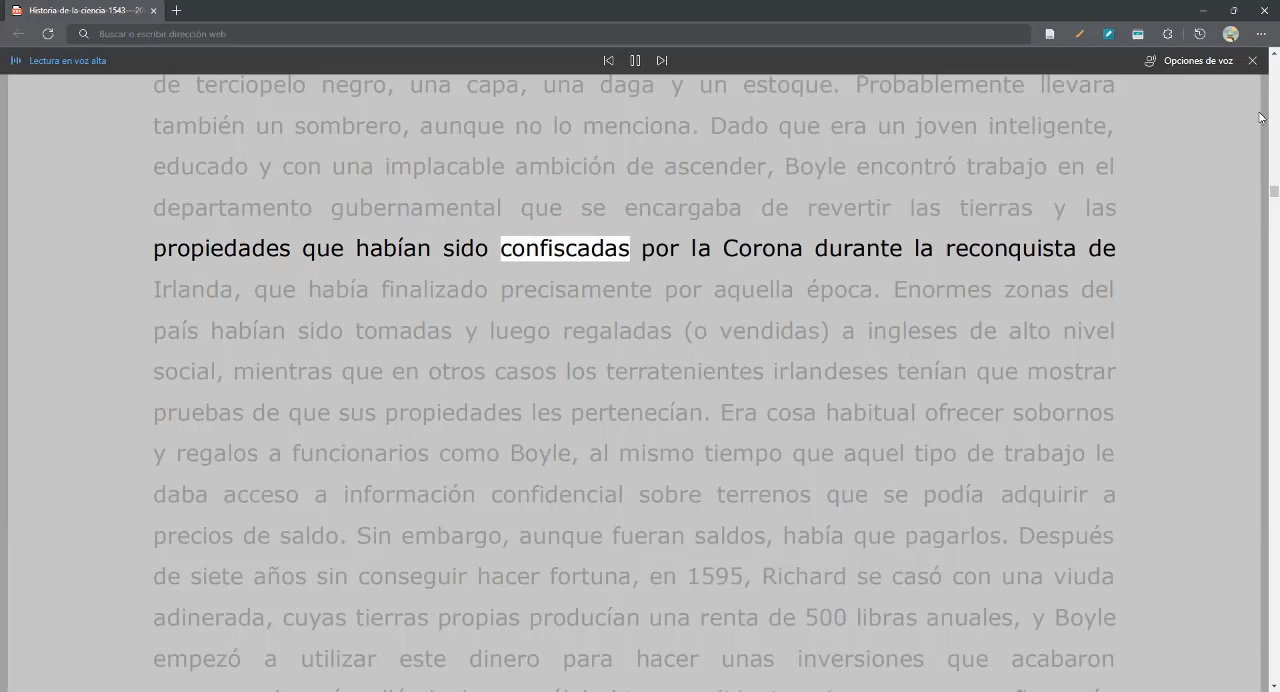 Historia-de-la-ciencia-1543---20
Buscar o escribir dirección web
Lectura en voz alta
Opciones de voz
de terciopelo negro, una capa, una daga y un estoque. Probablemente llevara
también un sombrero, aunque no lo menciona. Dado que era un joven inteligente,
educado y con una implacable ambición de ascender, Boyle encontró trabajo en el
departamento gubernamental que se encargaba de revertir las tierras y las
propiedades que habían sido confiscadas por la Corona durante la reconquista de
Irlanda, que había finalizado precisamente por aquella época. Enormes zonas del
país habían sido tomadas y luego regaladas (o vendidas) a ingleses de alto nivel
social, mientras que en otros casos los terratenientes irlandeses tenían que mostrar
pruebas de que sus propiedades les pertenecían. Era cosa habitual ofrecer sobornos
y regalos a funcionarios como Boyle, al mismo tiempo que aquel tipo de trabajo le
daba acceso a información confidencial sobre terrenos que se podía adquirir a
precios de saldo. Sin embargo, aunque fueran saldos, había que pagarlos. Después
de siete años sin conseguir hacer fortuna, en 1595, Richard se casó con una viuda
adinerada, cuyas tierras propias producían una renta de 500 libras anuales, y Boyle
empezó a utilizar este dinero para hacer unas inversiones que acabaron